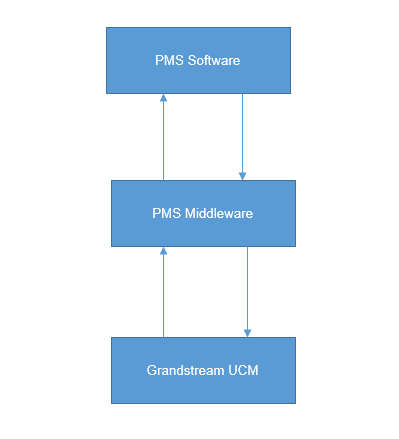 PMS Software
PMS Middleware
Grandstream UCM